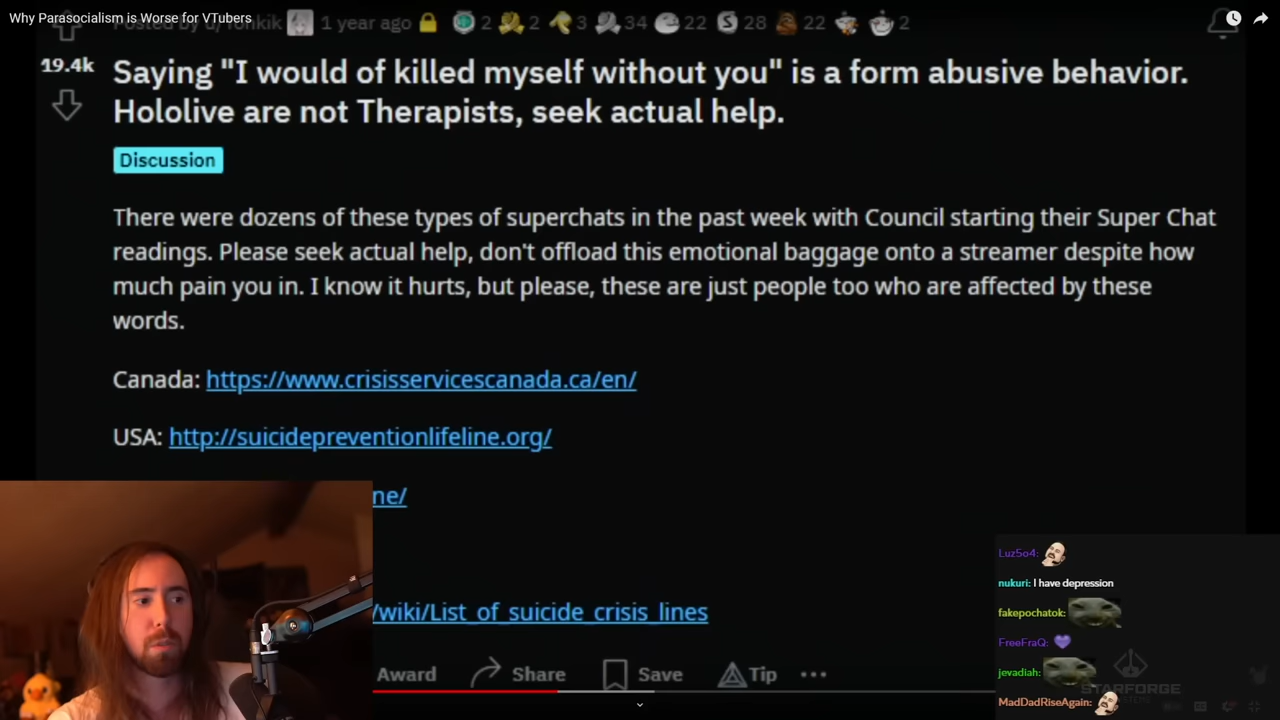 Why Parasocialism is Worse for VTubers
Posted by u/ 1 year ago 2 2 3 34 22 28 22 2
19.4k
Saying "I would of killed myself without you" is a form abusive behavior.
Hololive are not Therapists, seek actual help.
Discussion
There were dozens of these types of superchats in the past week with Council starting their Super Chat
readings. Please seek actual help, don't offload this emotional baggage onto a streamer despite how
much pain you in. I know it hurts, but please, these are just people too who are affected by these
words.
Canada: https://www.crisisservicescanada.ca/en/
USA: http://suicidepreventionlifeline.org/
ne/
/wiki/List_of_suicide_crisis_lines
Award Share Save Tip
Luz5o4:
nukuri: I have depression
fakepochatok:
FreeFraQ:
jevadiah:
STARFORGE
MadDadRiseAgain: